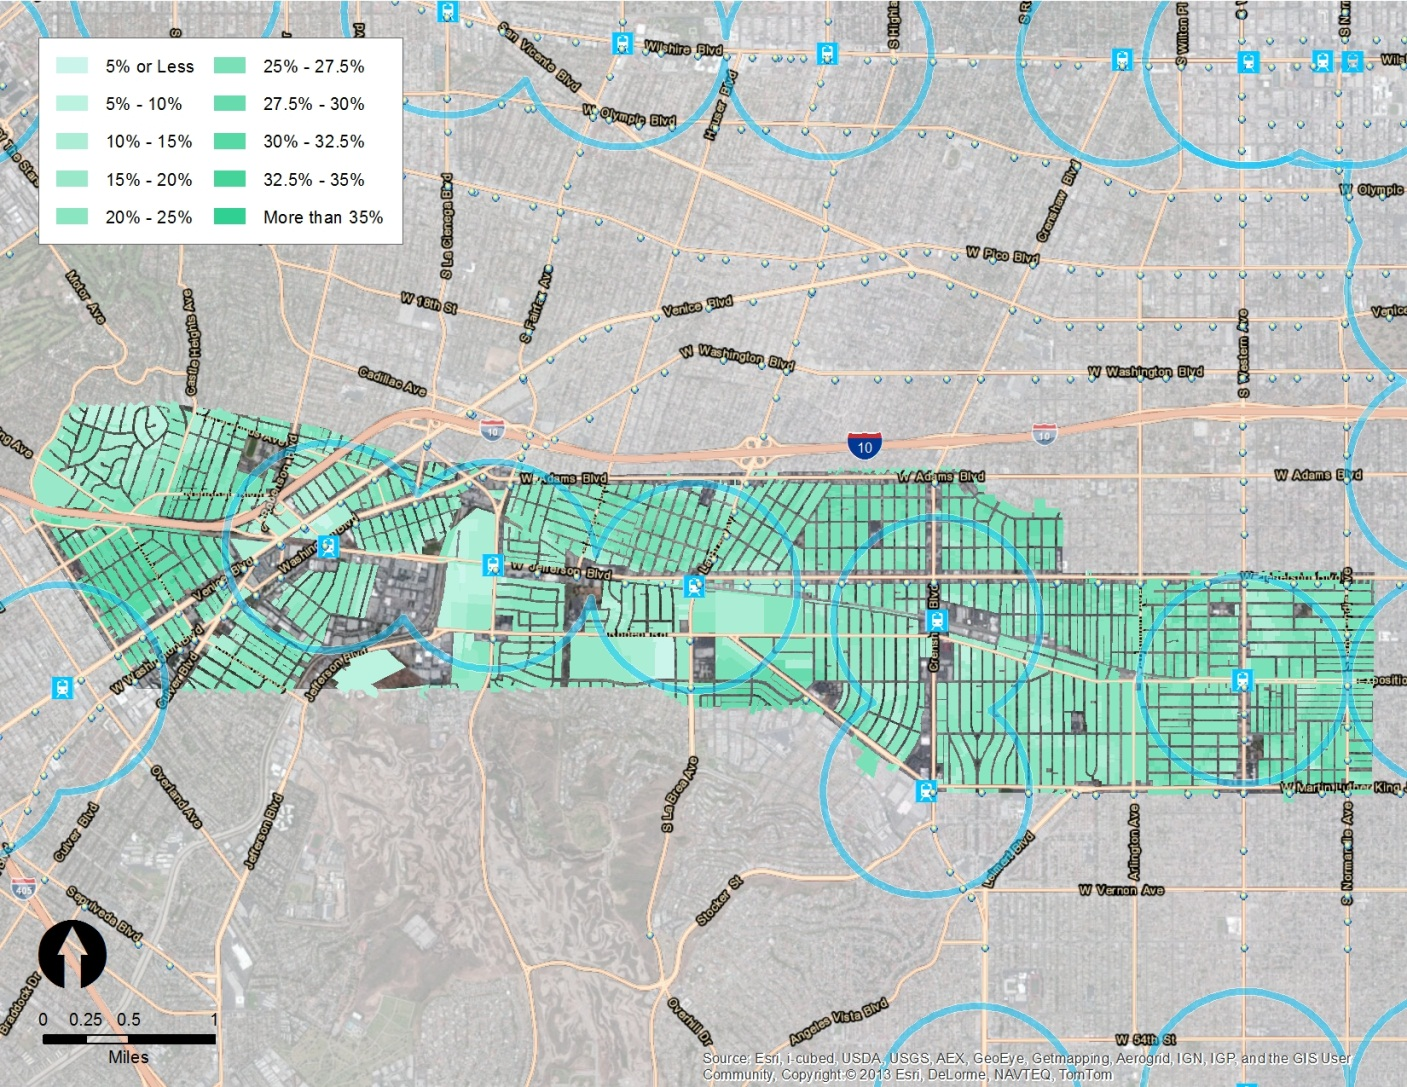 5% or Less
5% - 10%
10% - 15%
15% - 20%
20% - 25%
25% - 27.5%
27.5% - 30%
30% - 32.5%
32.5% - 35%
More than 35%
San Vicente Blvd
Wilshire Blvd
S Wilton Pl
W Olympic Blvd
Hauser Blvd
W Olympic
Crenshaw Blvd
S La Cienega Blvd
W Pico Blvd
Motor Ave
W 18th St
S Fairfax Ave
Venice Blvd
Castle Heights Ave
S Western Ave
W Washington Blvd
W Washington Blvd
Cadillac Ave
10
10
10
W Adams Blvd
W Adams Blvd
W Adams Blvd
Washington Blvd
W Jefferson Blvd
Venice Blvd
W Washington Blvd
Culver Blvd
Jefferson Blvd
W Martin Luther King
Overland Ave
Culver Blvd
Jefferson Blvd
S La Brea Ave
Leimert Blvd
Arlington Ave
S Normandie Ave
W Vernon Ave
Stocker St
405
Sepulveda Blvd
Braddock Dr
Overhill Dr
Angeles Vista Blvd
W 54th St
0 0.25 0.5 1
Miles
Source: Esri, i-cubed, USDA, USGS, AEX, GeoEye, Getmapping, Aerogrid, IGN, IGP, and the GIS User
Community, Copyright:© 2013 Esri, DeLorme, NAVTEQ, TomTom